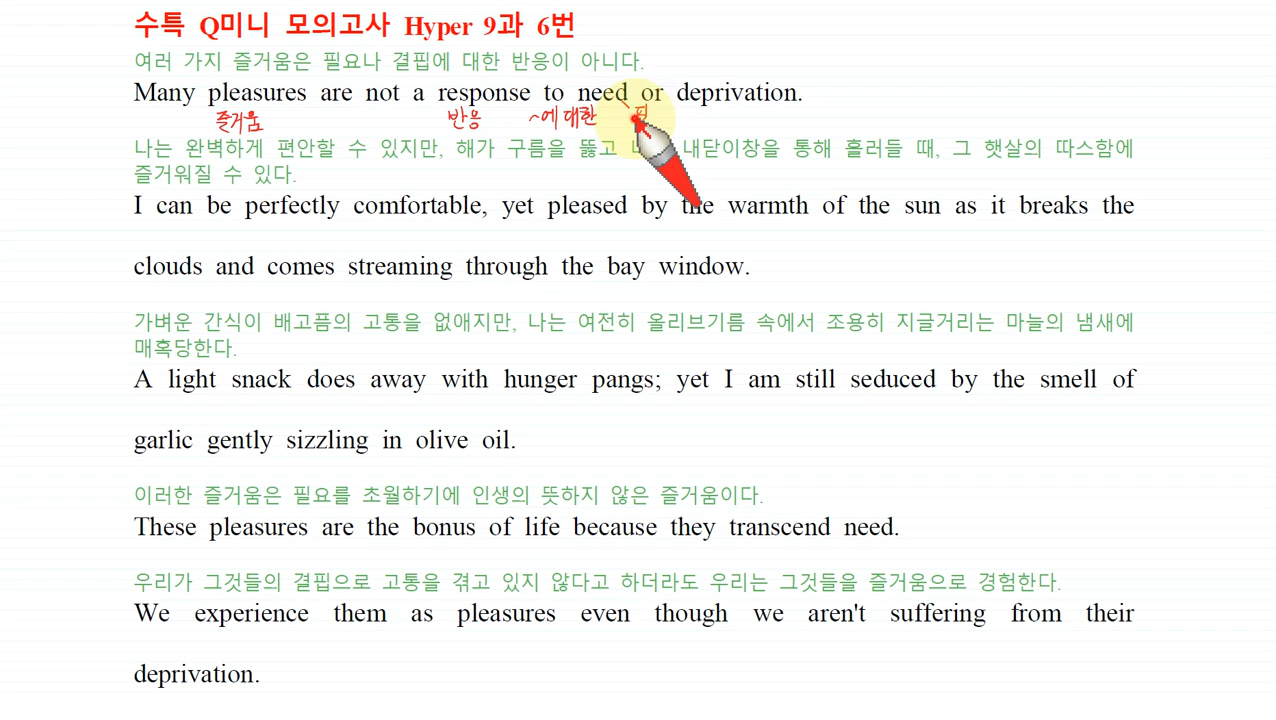 수특 Q미니 모의고사 Hyper 9과 6번
여러 가지 즐거움은 필요나 결핍에 대한 반응이 아니다.
Many pleasures are not a response to need or deprivation.
즐거움 반응 ~에 대한
나는 완벽하게 편안할 수 있지만, 해가 구름을 뚫고 내닫이창을 통해 흘러들 때, 그 햇살의 따스함에
즐거워질 수 있다.
I can be perfectly comfortable, yet pleased by the warmth of the sun as it breaks the
clouds and comes streaming through the bay window.
가벼운 간식이 배고픔의 고통을 없애지만, 나는 여전히 올리브기름 속에서 조용히 지글거리는 마늘의 냄새에
매혹당한다.
A light snack does away with hunger pangs; yet I am still seduced by the smell of
garlic gently sizzling in olive oil.
이러한 즐거움은 필요를 초월하기에 인생의 뜻하지 않은 즐거움이다.
These pleasures are the bonus of life because they transcend need.
우리가 그것들의 결핍으로 고통을 겪고 있지 않다고 하더라도 우리는 그것들을 즐거움으로 경험한다.
We experience them as pleasures even though we aren't suffering from their
deprivation.